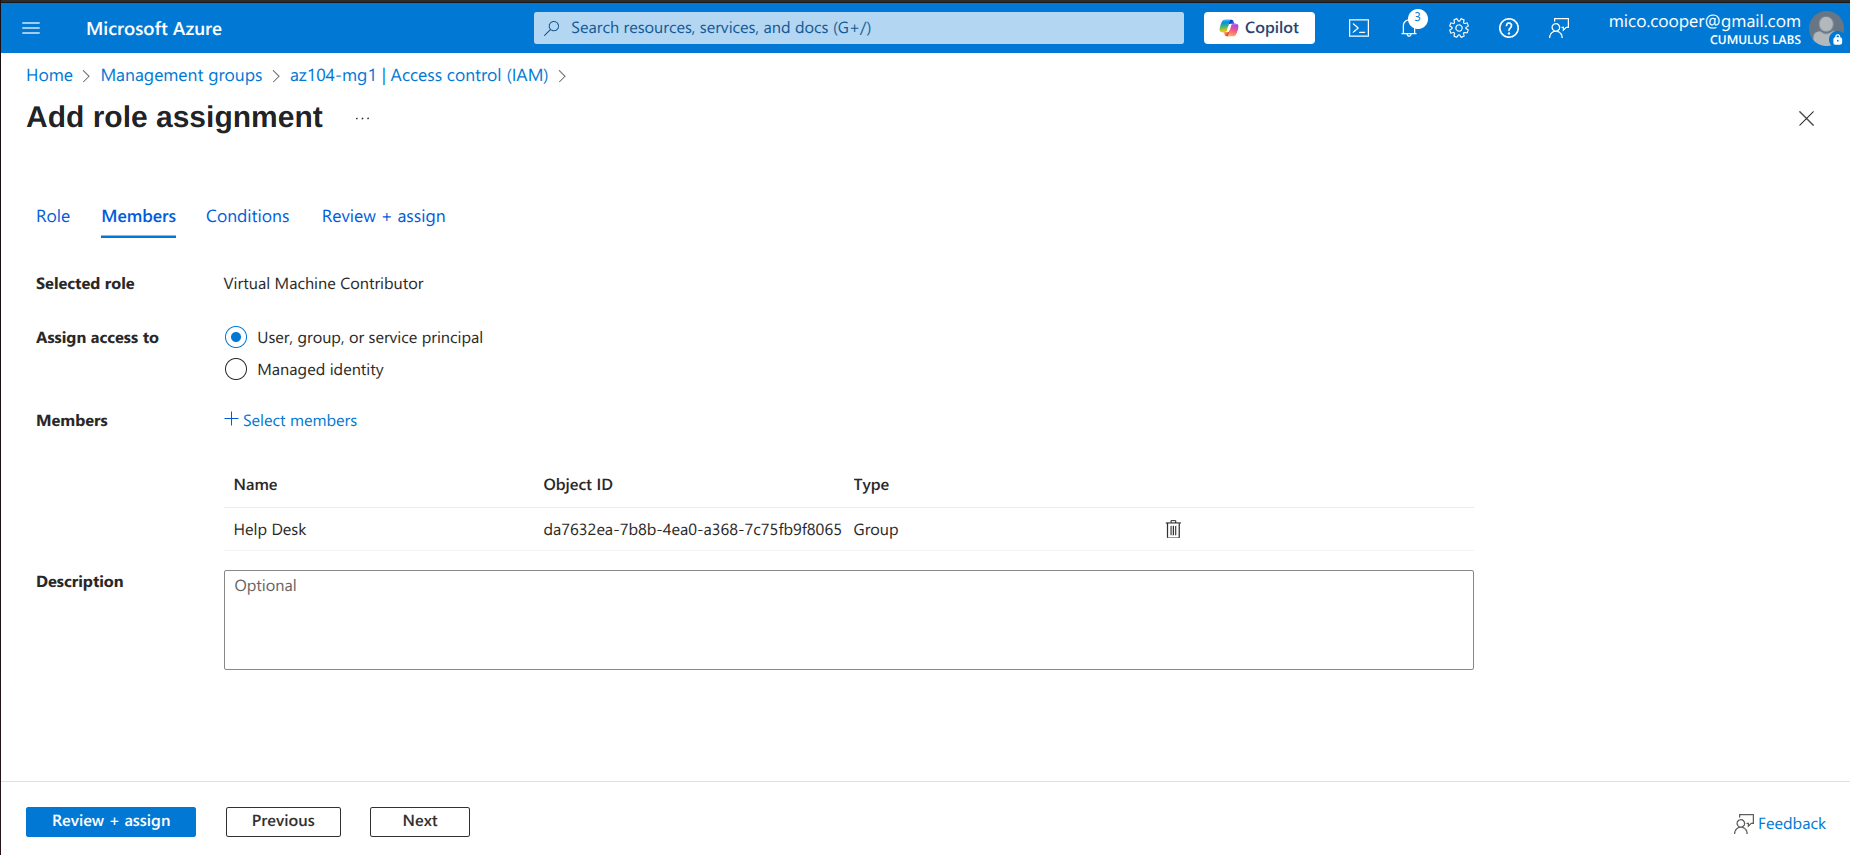 Microsoft Azure
Search resources, services, and docs (G+/)
Copilot
3
mico.cooper@gmail.com
CUMULUS LABS
Home > Management groups > az104-mg1 | Access control (IAM) >
Add role assignment ...
Role Members Conditions Review + assign
Selected role Virtual Machine Contributor
Assign access to User, group, or service principal
Managed identity
Members + Select members
Name Object ID Type
Help Desk da7632ea-7b8b-4ea0-a368-7c75fb9f8065 Group
Description Optional
Review + assign Previous Next Feedback